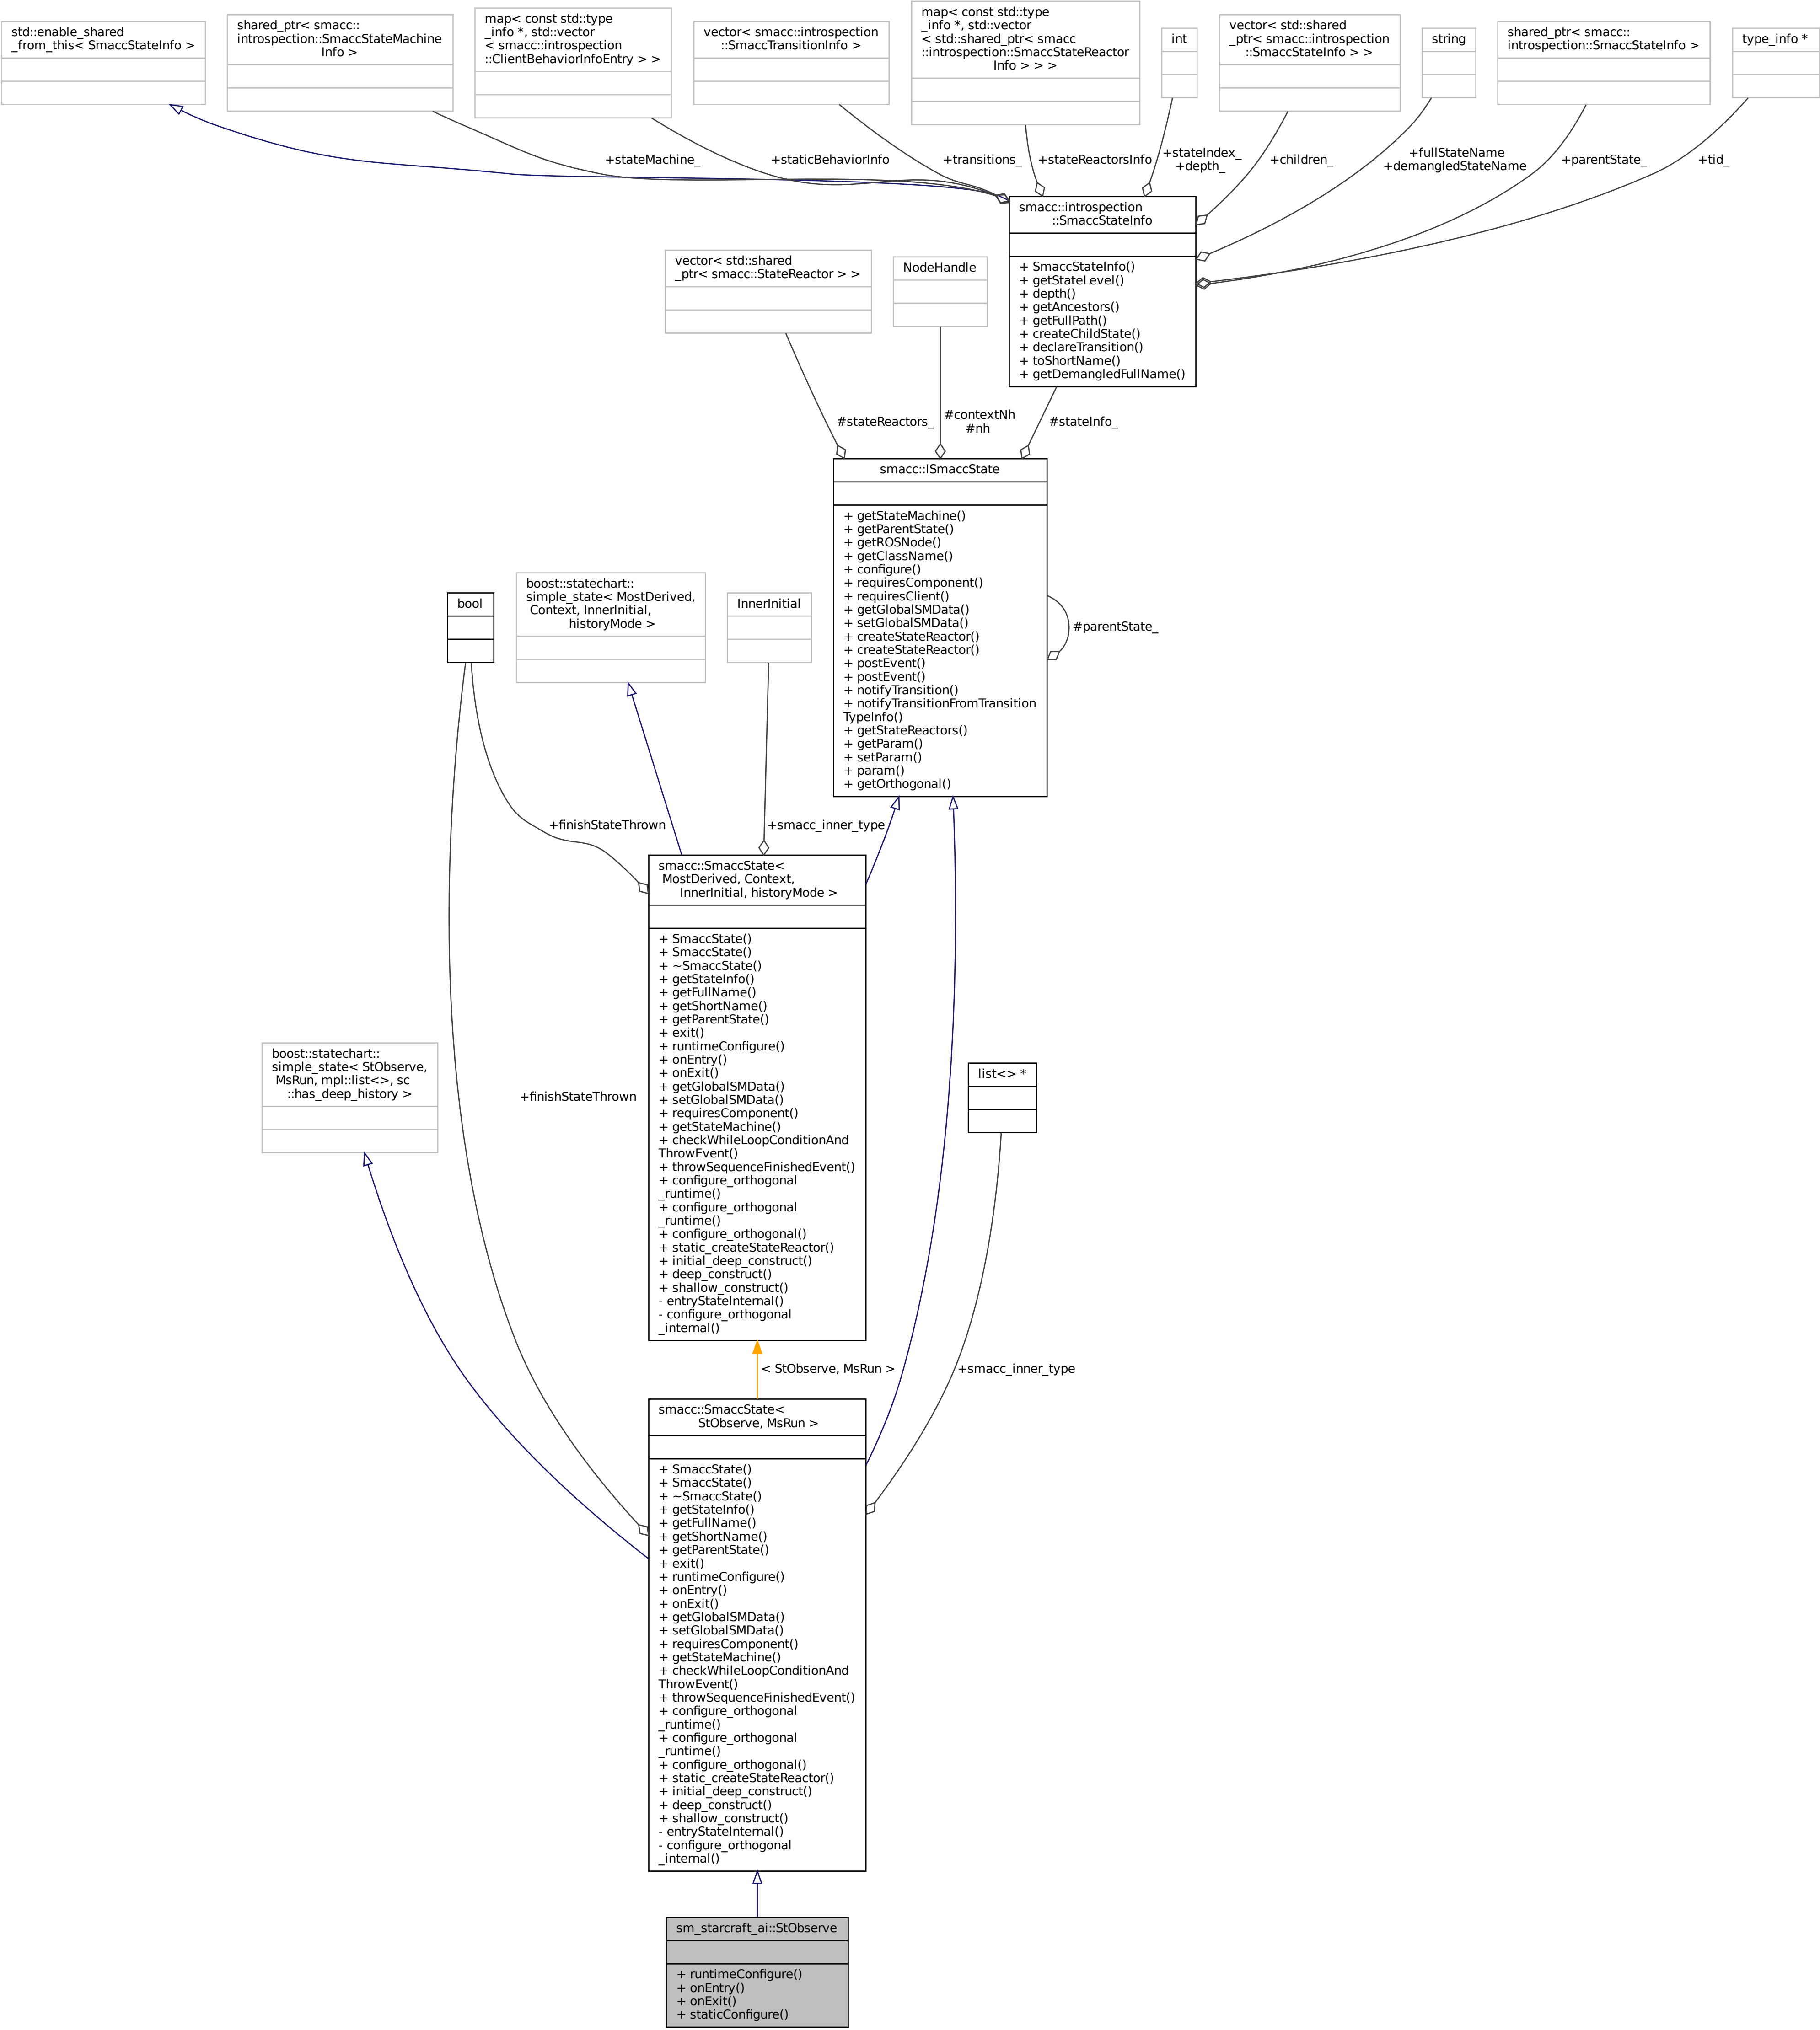 std::enable_shared
_from_this< SmaccStateInfo >
shared_ptr< smacc::
introspection::SmaccStateMachine
Info >
map< const std::type
_info *, std::vector
< smacc::introspection
::ClientBehaviorInfoEntry > >
vector< smacc::introspection
::SmaccTransitionInfo >
map< const std::type
_info *, std::vector
< std::shared_ptr< smacc
::introspection::SmaccStateReactor
Info > > >
int
vector< std::shared
_ptr< smacc::introspection
::SmaccStateInfo > >
string
shared_ptr< smacc::
introspection::SmaccStateInfo >
type_info *
+stateMachine_
+staticBehaviorInfo
+transitions_
+stateReactorsInfo
+stateIndex_
+depth_
+children_
+fullStateName
+demangledStateName
+parentState_
+tid_
smacc::introspection
::SmaccStateInfo
+ SmaccStateInfo()
+ getStateLevel()
+ depth()
+ getAncestors()
+ getFullPath()
+ createChildState()
+ declareTransition()
+ toShortName()
+ getDemangledFullName()
vector< std::shared
_ptr< smacc::StateReactor > >
NodeHandle
#stateReactors_
#contextNh
#nh
#stateInfo_
smacc::ISmaccState
+ getStateMachine()
+ getParentState()
+ getROSNode()
+ getClassName()
+ configure()
+ requiresComponent()
+ requiresClient()
+ getGlobalSMData()
+ setGlobalSMData()
+ createStateReactor()
+ createStateReactor()
+ postEvent()
+ postEvent()
+ notifyTransition()
+ notifyTransitionFromTransition
TypeInfo()
+ getStateReactors()
+ getParam()
+ setParam()
+ param()
+ getOrthogonal()
#parentState_
bool
boost::statechart::
simple_state< MostDerived,
Context, InnerInitial,
historyMode >
InnerInitial
+finishStateThrown
+smacc_inner_type
smacc::SmaccState<
MostDerived, Context,
InnerInitial, historyMode >
+ SmaccState()
+ SmaccState()
+ ~SmaccState()
+ getStateInfo()
+ getFullName()
+ getShortName()
+ getParentState()
+ exit()
+ runtimeConfigure()
+ onEntry()
+ onExit()
+ getGlobalSMData()
+ setGlobalSMData()
+ requiresComponent()
+ getStateMachine()
+ checkWhileLoopConditionAnd
ThrowEvent()
+ throwSequenceFinishedEvent()
+ configure_orthogonal
_runtime()
+ configure_orthogonal
_runtime()
+ configure_orthogonal()
+ static_createStateReactor()
+ initial_deep_construct()
+ deep_construct()
+ shallow_construct()
- entryStateInternal()
- configure_orthogonal
_internal()
boost::statechart::
simple_state< StObserve,
MsRun, mpl::list<>, sc
::has_deep_history >
+finishStateThrown
list<> *
< StObserve, MsRun >
+smacc_inner_type
smacc::SmaccState<
StObserve, MsRun >
+ SmaccState()
+ SmaccState()
+ ~SmaccState()
+ getStateInfo()
+ getFullName()
+ getShortName()
+ getParentState()
+ exit()
+ runtimeConfigure()
+ onEntry()
+ onExit()
+ getGlobalSMData()
+ setGlobalSMData()
+ requiresComponent()
+ getStateMachine()
+ checkWhileLoopConditionAnd
ThrowEvent()
+ throwSequenceFinishedEvent()
+ configure_orthogonal
_runtime()
+ configure_orthogonal
_runtime()
+ configure_orthogonal()
+ static_createStateReactor()
+ initial_deep_construct()
+ deep_construct()
+ shallow_construct()
- entryStateInternal()
- configure_orthogonal
_internal()
sm_starcraft_ai::StObserve
+ runtimeConfigure()
+ onEntry()
+ onExit()
+ staticConfigure()